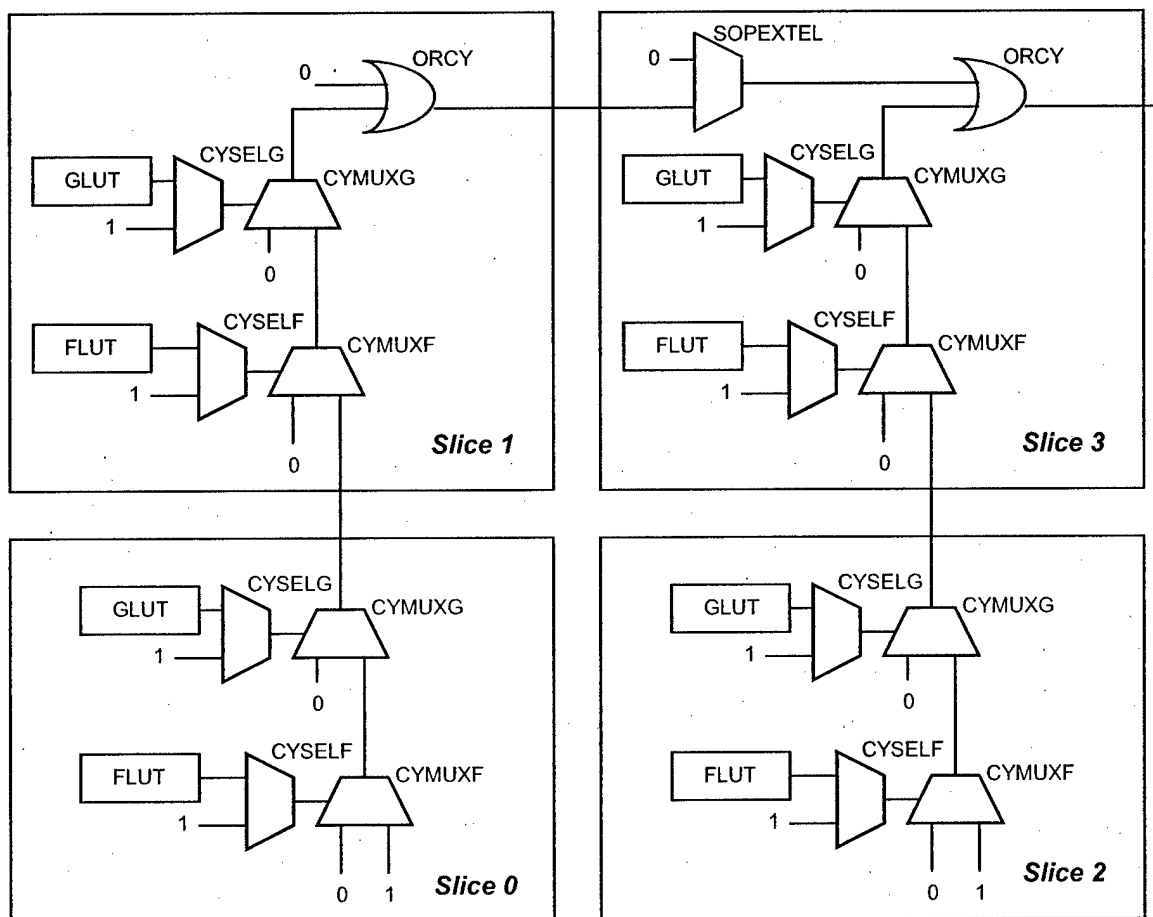 ORCY
0
CYSELG
GLUT
CYMUXG
1
0
CYSELF
FLUT
CYMUXF
1
0
Slice 1
SOPEXTEL
0
ORCY
CYSELG
GLUT
CYMUXG
1
0
CYSELF
FLUT
CYMUXF
1
0
Slice 3
CYSELG
GLUT
CYMUXG
1
0
CYSELF
FLUT
CYMUXF
1
0 1
Slice 0
CYSELG
GLUT
CYMUXG
1
0
CYSELF
FLUT
CYMUXF
1
0 1
Slice 2